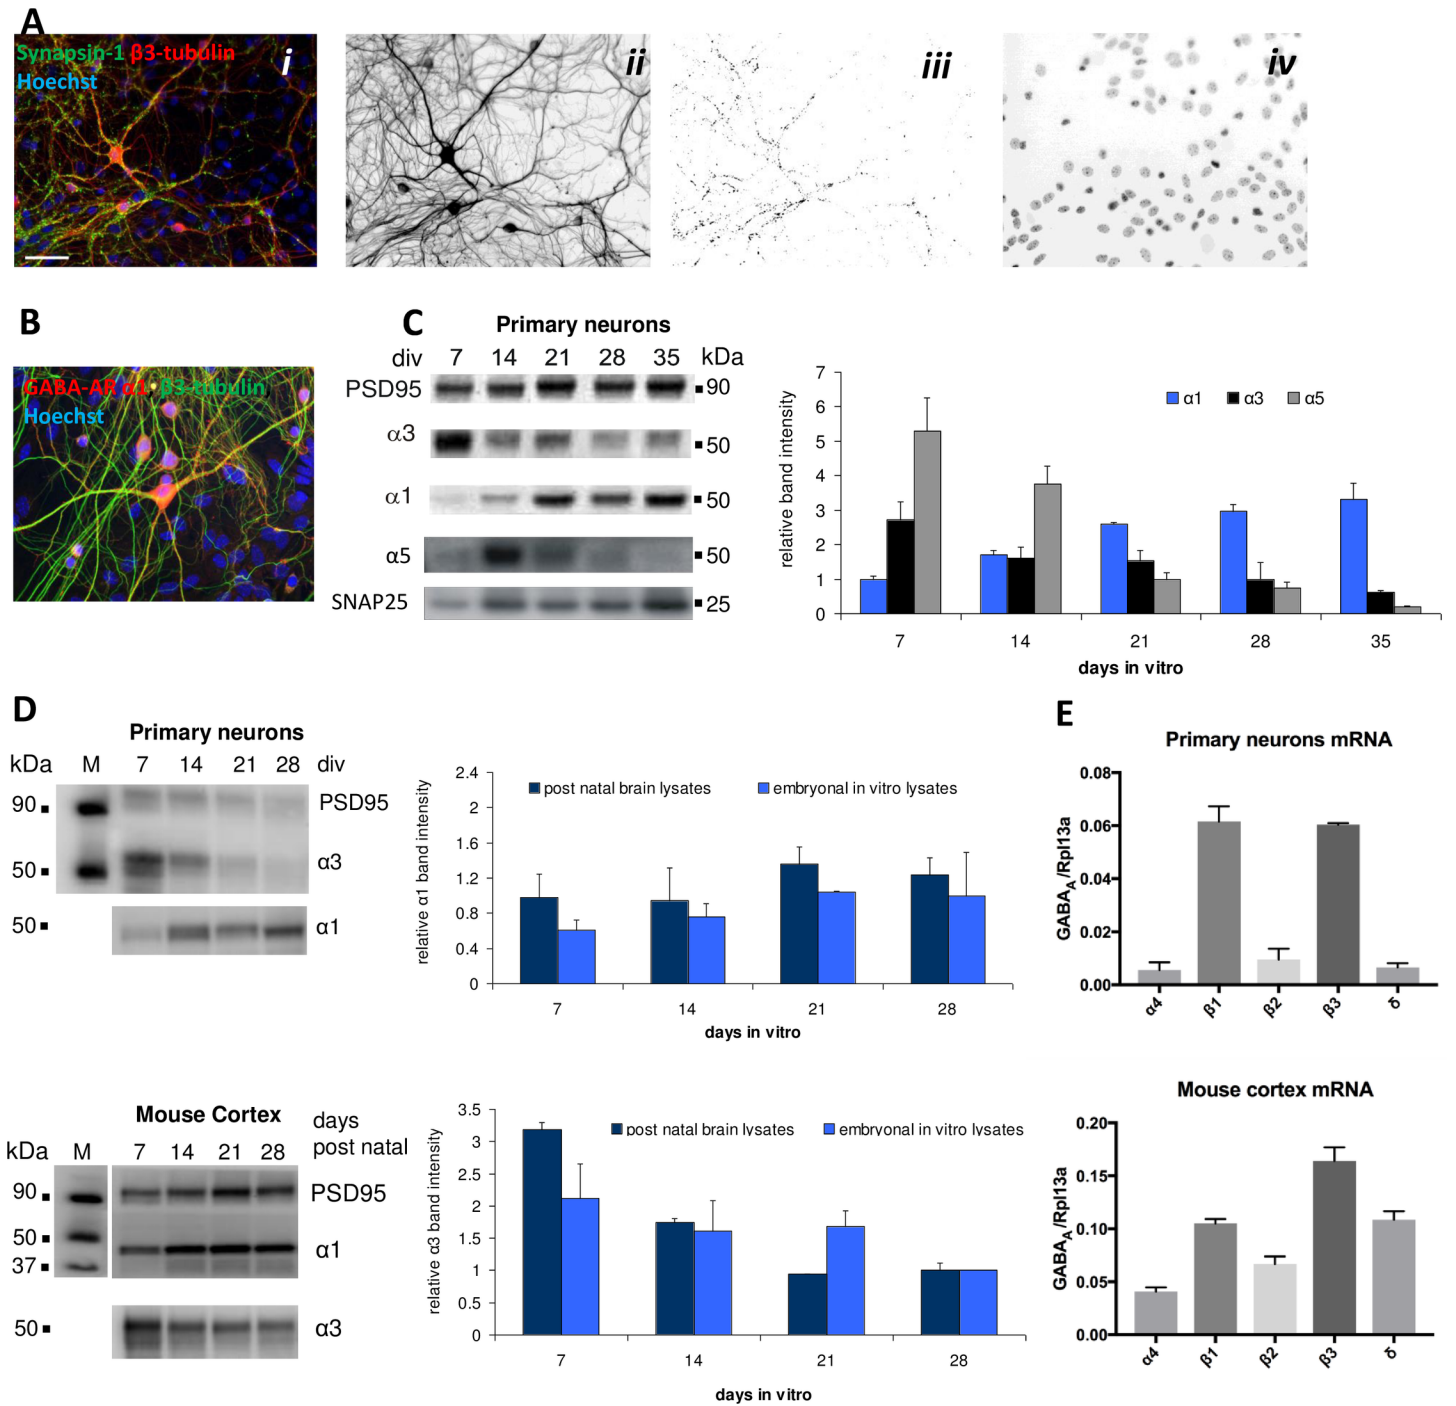 A
Synapsin-1 β3-tubulin
Hoechst
i
ii
iii
iv
B
GABA-AR α1 β3-tubulin
Hoechst
C
Primary neurons
div 7 14 21 28 35 kDa
PSD95 90
α3 50
α1 50
α5 50
SNAP25 25
relative band intensity
7
6
5
4
3
2
1
0
α1 α3 α5
7 14 21 28 35
days in vitro
D
Primary neurons
kDa M 7 14 21 28 div
90 PSD95
50 α3
50 α1
relative α1 band intensity
2.4
2
1.6
1.2
0.8
0.4
0
post natal brain lysates embryonal in vitro lysates
7 14 21 28
days in vitro
Mouse Cortex
days
post natal
kDa M 7 14 21 28
90 PSD95
50 α1
37
50 α3
relative α3 band intensity
3.5
3
2.5
2
1.5
1
0.5
0
post natal brain lysates embryonal in vitro lysates
7 14 21 28
days in vitro
E
Primary neurons mRNA
GABAA/Rpl13a
0.08
0.06
0.04
0.02
0.00
α4 β1 β2 β3 δ
Mouse cortex mRNA
GABAA/Rpl13a
0.20
0.15
0.10
0.05
0.00
α4 β1 β2 β3 δ